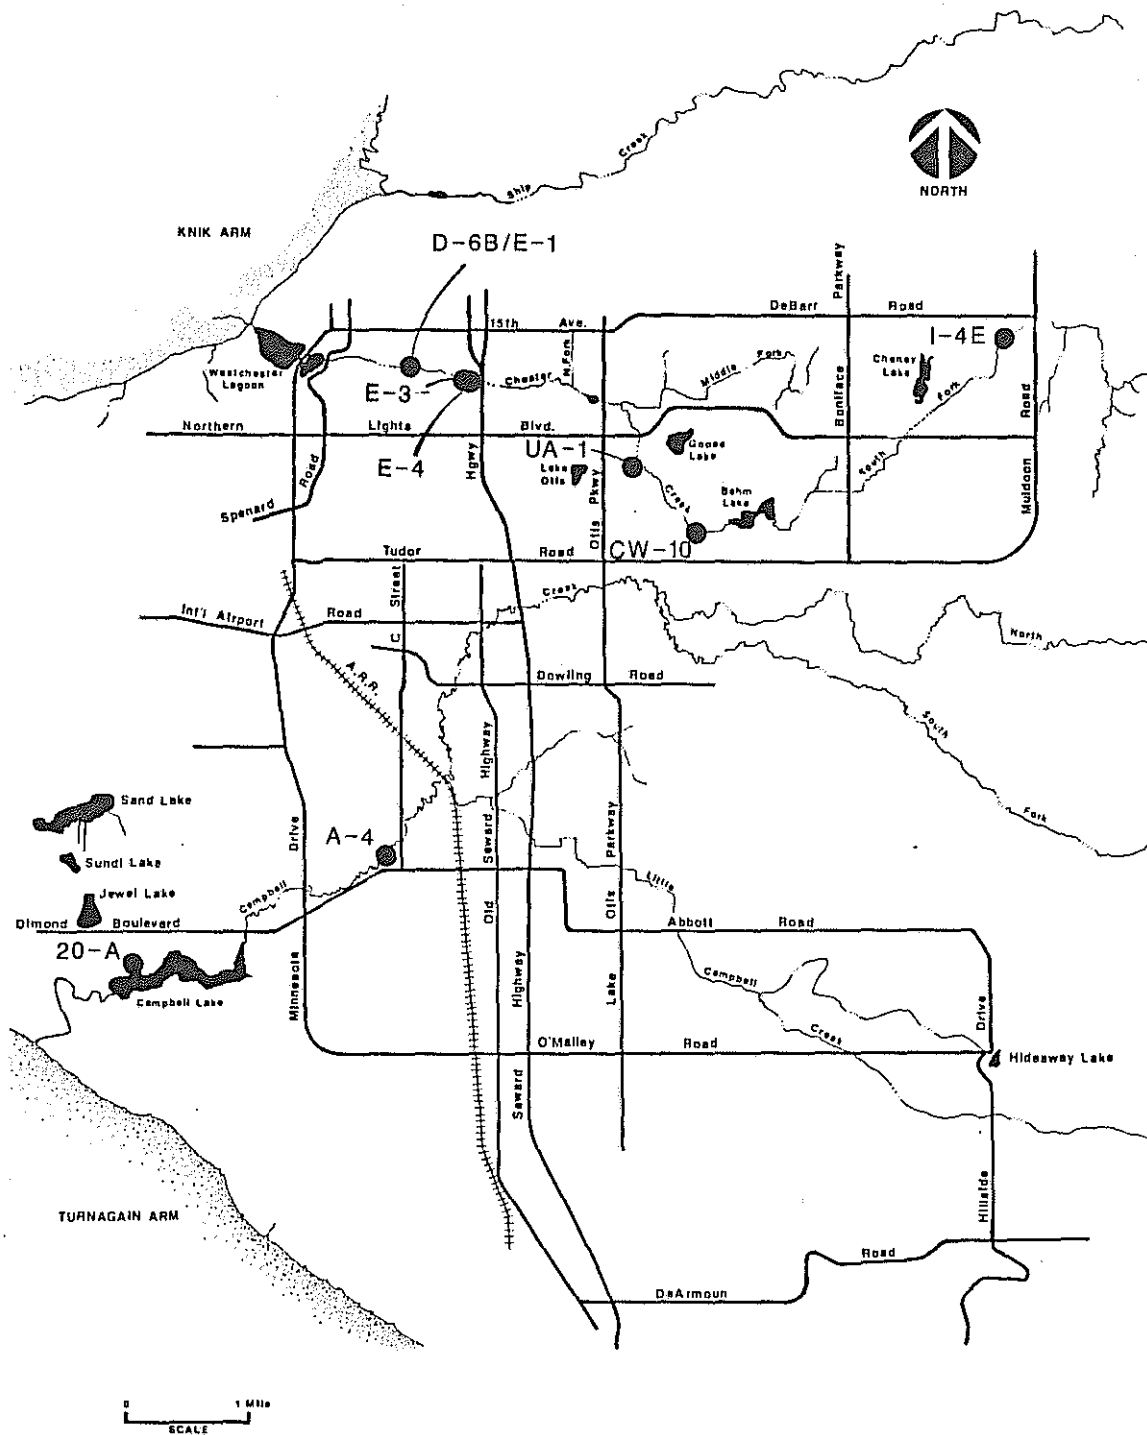 Creek
Ship
NORTH
KNIK ARM
D-6B/E-1
Parkway
DeBarr Road
15th Ave.
I-4E
N. Fork
Westchester
Lagoon
Chester
Middle Fork
Cheney
Lake
E-3
Fork
Boniface
Road
Northern Lights Blvd.
UA-1
Goose
Lake
E-4
Hgwy
Lake
Otis
Pkwy
South
Road
Creek
Behm
Lake
Muldoon
Spenard
Otis
CW-10
Tudor Road
Street
Creek
Int'l Airport Road
C
North
A.R.R.
Dowling Road
South
Highway
Sand Lake
Fork
Drive
A-4
Seward
Parkway
Sundi Lake
Little
Jewel Lake
Campbell
Dimond Boulevard
Old
Otis
Abbott Road
20-A
Campbell
Campbell Lake
Minnesota
Highway
Lake
Drive
Creek
O'Malley Road
Hideaway Lake
Seward
Hillside
TURNAGAIN ARM
Road
DeArmoun
0 1 Mile
SCALE